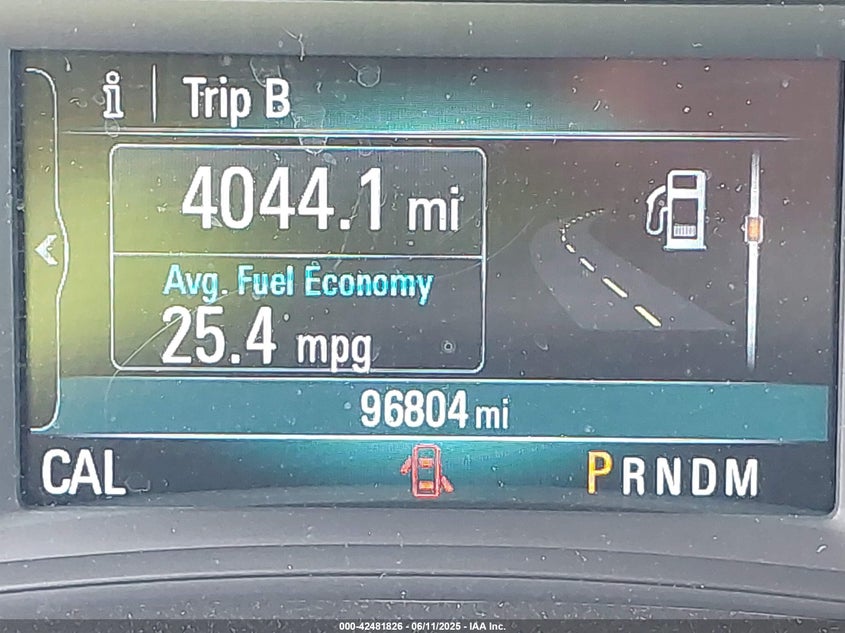 i Trip B
4044.1 mi
Avg. Fuel Economy
25.4 mpg
96804 mi
CAL PRNDM
000-42481826 - 06/11/2025 - IAA Inc.